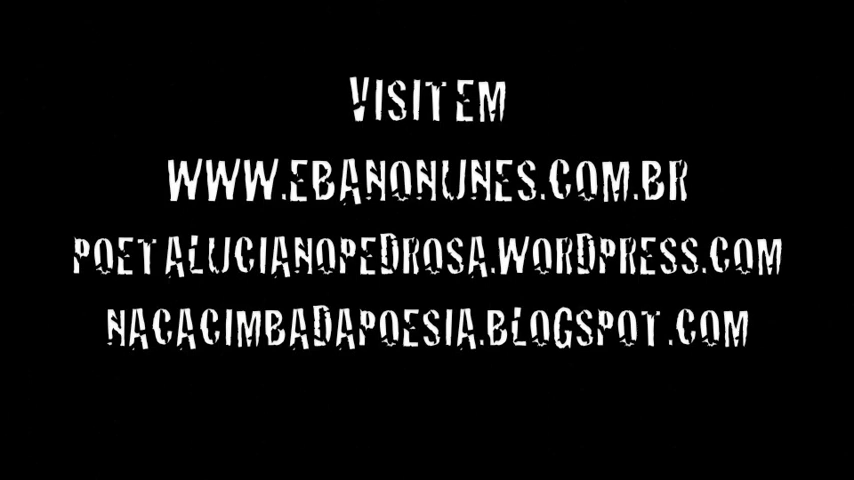 VISITEM
WWW.EBANONUNES.COM.BR
POETALUCIANOPEDROSA.WORDPRESS.COM
NACACIMBADAPOESIA.BLOGSPOT.COM